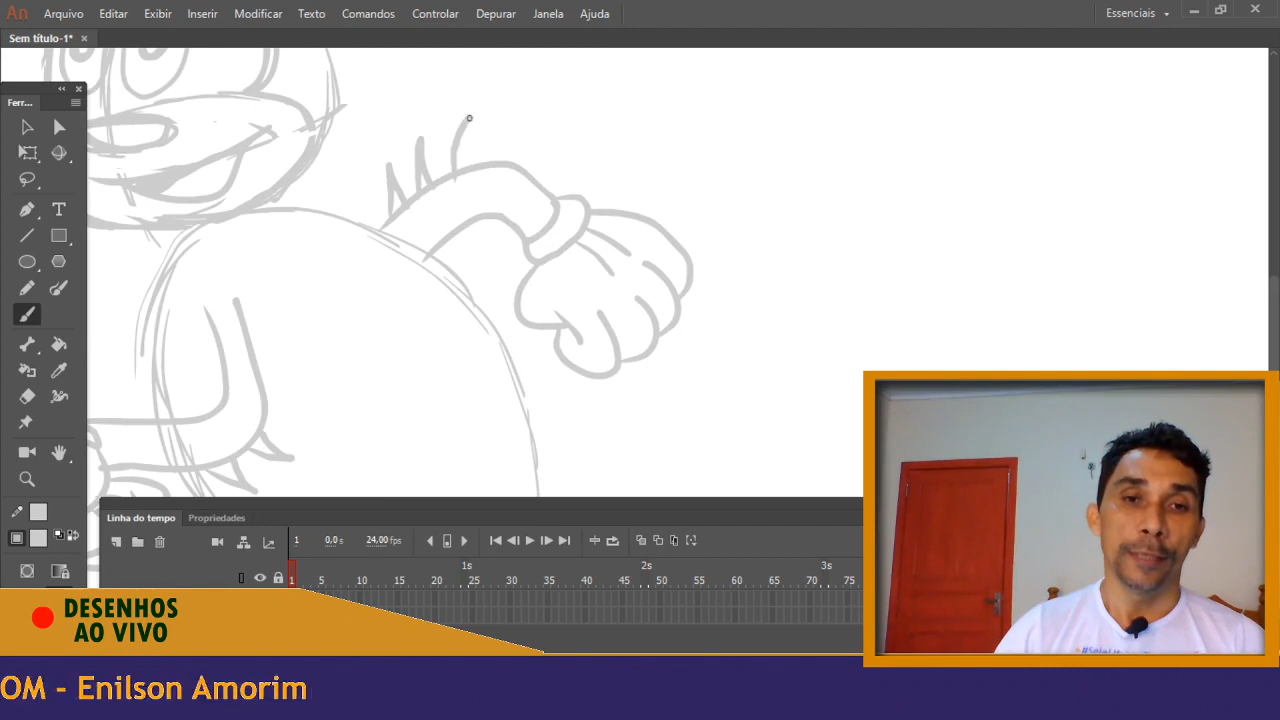 An Arquivo Editar Exibir Inserir Modificar Texto Comandos Controlar Depurar Janela Ajuda Essenciais
Sem título-1*
Ferr...
T
Linha do tempo Propriedades
1 0,0 s 24,00 fps
1s 2s 3s
1 5 10 15 20 25 30 35 40 45 50 55 60 65 70 75
DESENHOS
AO VIVO
OM - Enilson Amorim